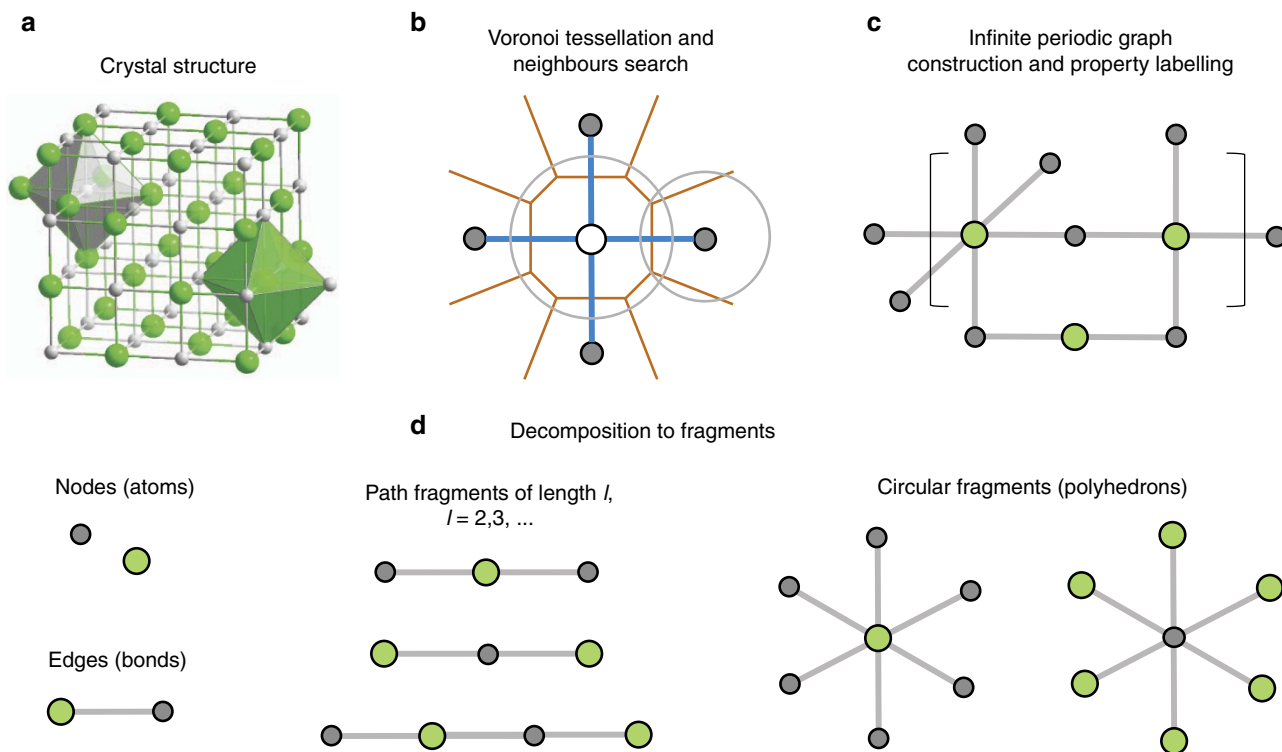 a
Crystal structure
b
Voronoi tessellation and
neighbours search
c
Infinite periodic graph
construction and property labelling
d
Decomposition to fragments
Nodes (atoms)
Edges (bonds)
Path fragments of length l,
l = 2,3, ...
Circular fragments (polyhedrons)